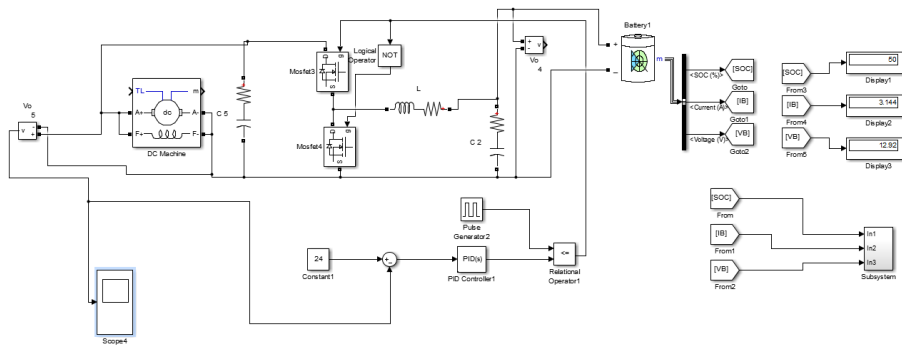 Battery1
+
m
–
Logical
Operator
NOT
Mosfet3
g
D
S
Mosfet4
g
D
S
L
+
-
v
Vo
4
C 2
C 5
Vo
5
v
-
+
TL
m
A+
dc
A-
F+
F-
DC Machine
<SOC (%)>
<Current (A)>
<Voltage (V)>
[SOC]
Goto
[IB]
Goto1
[VB]
Goto2
[SOC]
From3
50
Display1
[IB]
From4
3.144
Display2
[VB]
From5
12.92
Display3
Pulse
Generator2
24
Constant1
+
–
PID(s)
PID Controller1
<=
Relational
Operator1
[SOC]
From
[IB]
From1
[VB]
From2
In1
In2
In3
Subsystem
Scope4